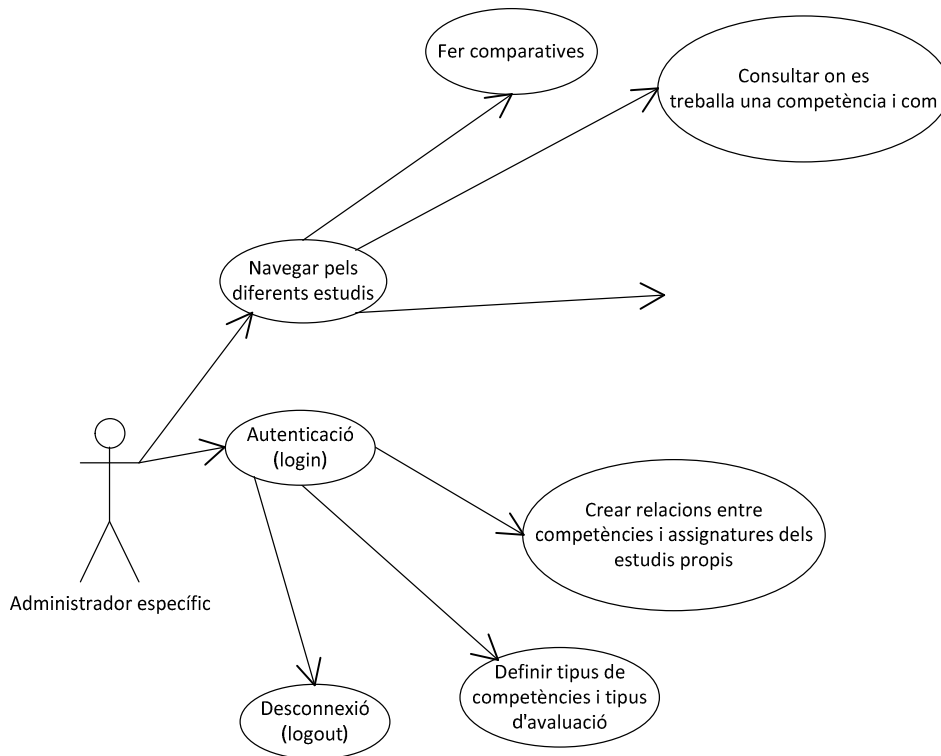 Fer comparatives
Consultar on es
treballa una competència i com
Navegar pels
diferents estudis
Autenticació
(login)
Crear relacions entre
competències i assignatures dels
estudis propis
Administrador específic
Definir tipus de
competències i tipus
d'avaluació
Desconnexió
(logout)